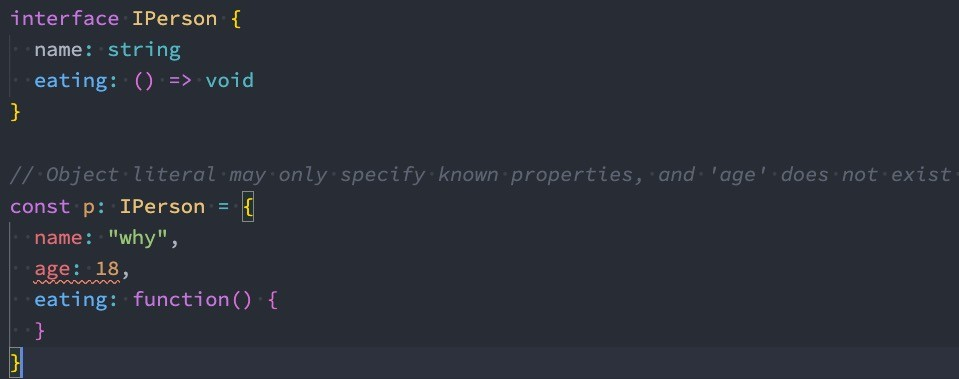 interface IPerson {
  name: string
  eating: () => void
}

// Object literal may only specify known properties, and 'age' does not exist
const p: IPerson = {
  name: "why",
  age: 18,
  eating: function() {
  }
}